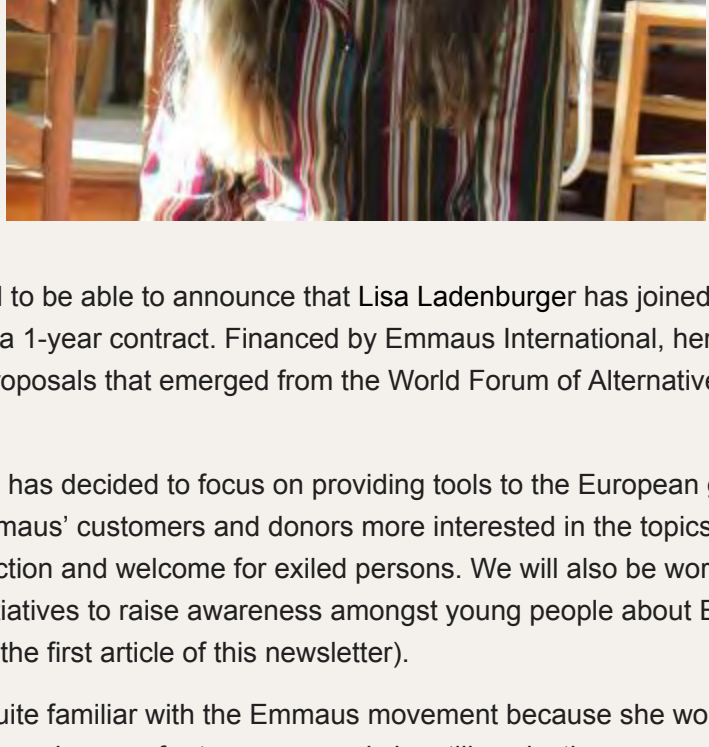 to be able to announce that Lisa Ladenburger has joined
a 1-year contract. Financed by Emmaus International, her
roposals that emerged from the World Forum of Alternative
has decided to focus on providing tools to the European
maus’ customers and donors more interested in the topics
ction and welcome for exiled persons. We will also be wor
tiatives to raise awareness amongst young people about E
the first article of this newsletter).
uite familiar with the Emmaus movement because she wo